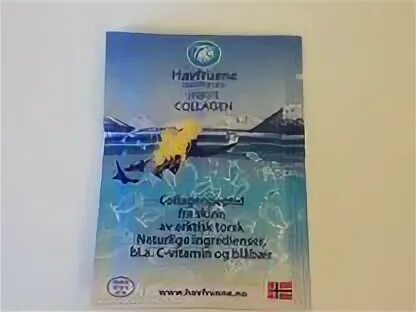 Havfruene
COLLAGEN
Collagenpeptid
fra skinn
av arktisk torsk
Naturlige ingredienser,
bl.a. C-vitamin og blåbær
www.havfruene.no